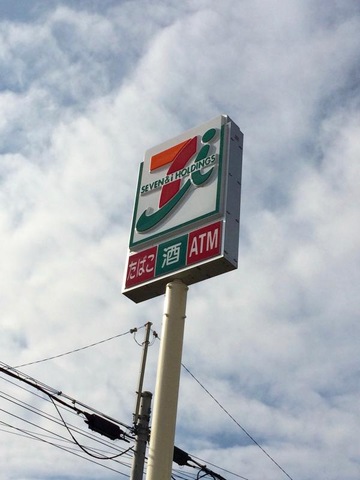 SEVEN & i HOLDINGS
たばこ 酒 ATM